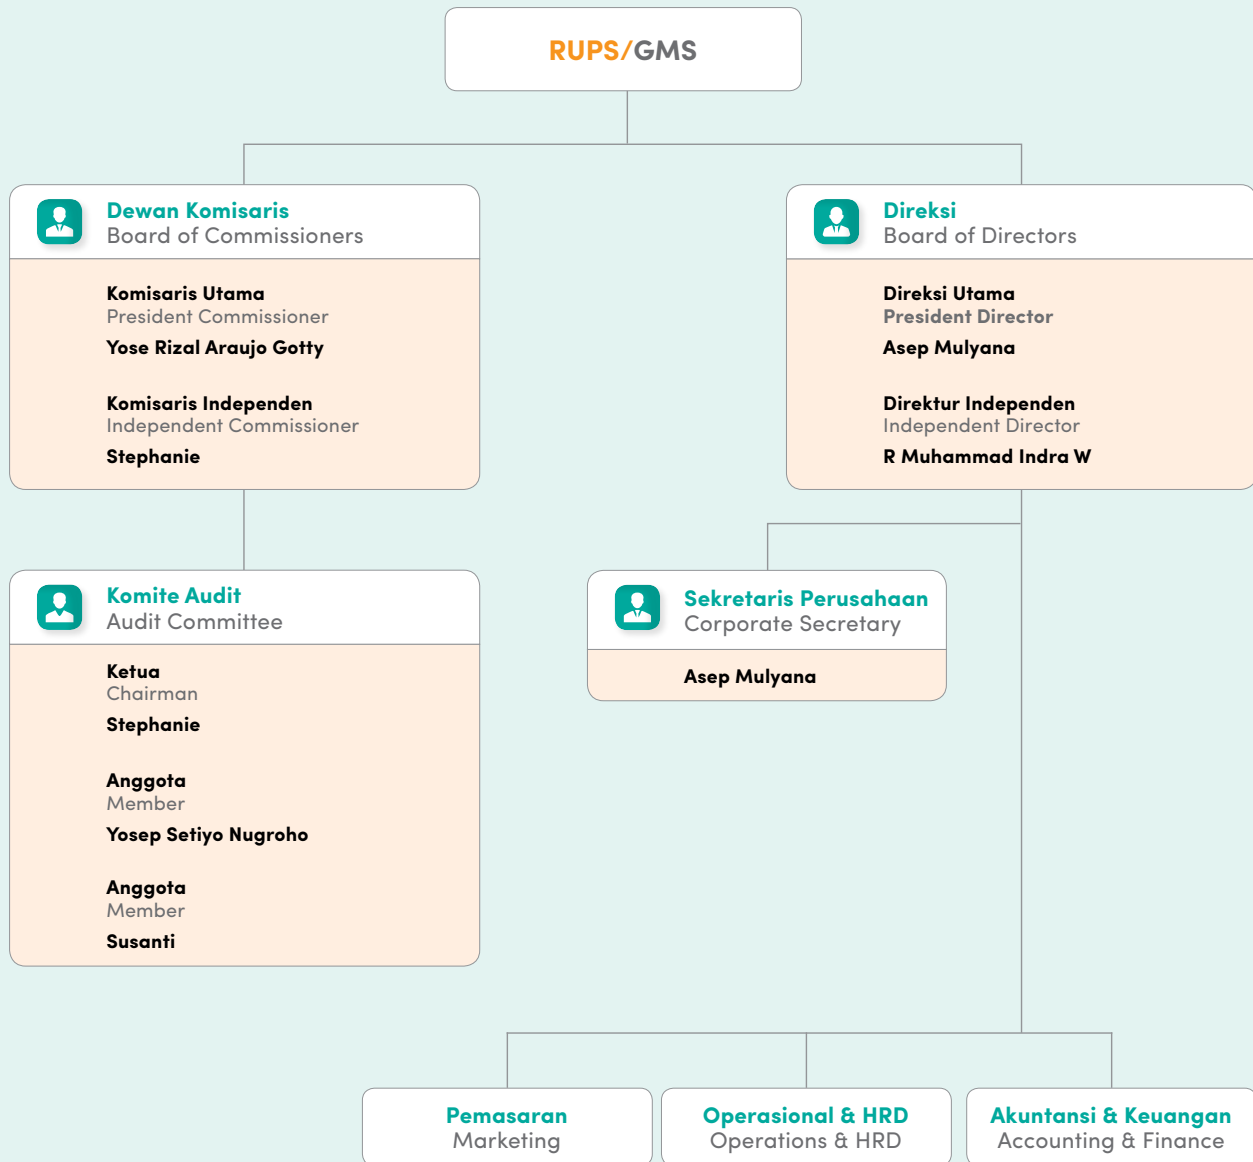 RUPS/GMS
Dewan Komisaris
Board of Commissioners
Komisaris Utama
President Commissioner
Yose Rizal Araujo Gotty
Komisaris Independen
Independent Commissioner
Stephanie
Direksi
Board of Directors
Direksi Utama
President Director
Asep Mulyana
Direktur Independen
Independent Director
R Muhammad Indra W
Komite Audit
Audit Committee
Ketua
Chairman
Stephanie
Anggota
Member
Yosep Setiyo Nugroho
Anggota
Member
Susanti
Sekretaris Perusahaan
Corporate Secretary
Asep Mulyana
Pemasaran
Marketing
Operasional & HRD
Operations & HRD
Akuntansi & Keuangan
Accounting & Finance